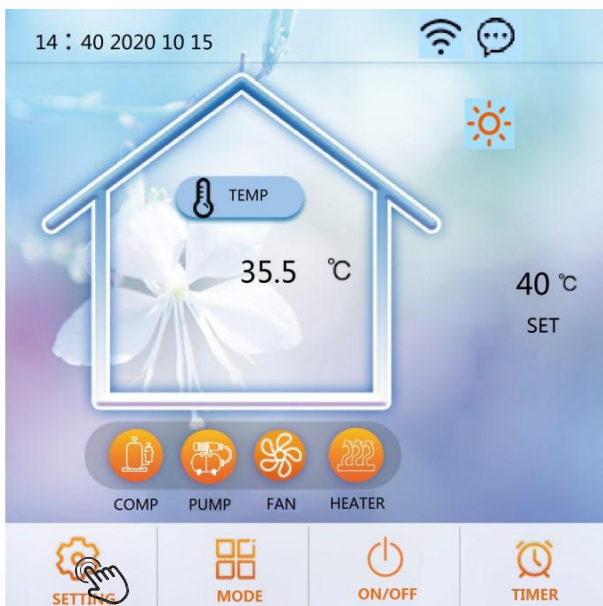 14：40 2020 10 15
TEMP
35.5 ℃
40 ℃
SET
COMP PUMP FAN HEATER
SETTING MODE ON/OFF TIMER